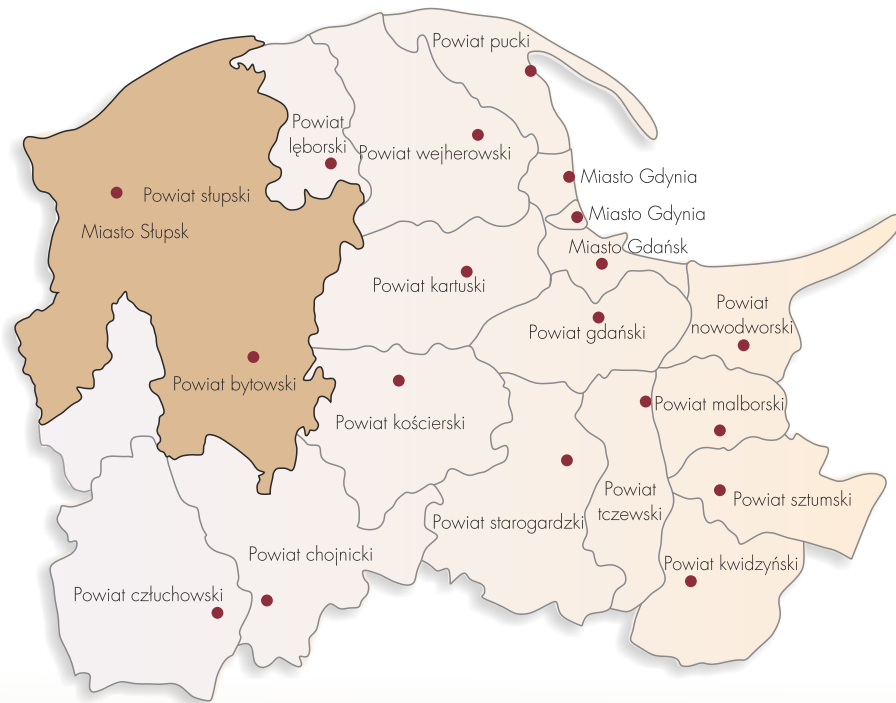 Powiat pucki
Powiat
lęborski
Powiat wejherowski
Miasto Gdynia
Powiat słupski
Miasto Gdynia
Miasto Słupsk
Miasto Gdańsk
Powiat kartuski
Powiat
nowodworski
Powiat gdański
Powiat bytowski
Powiat malborski
Powiat kościerski
Powiat
tczewski
Powiat sztumski
Powiat starogardzki
Powiat chojnicki
Powiat kwidzyński
Powiat człuchowski